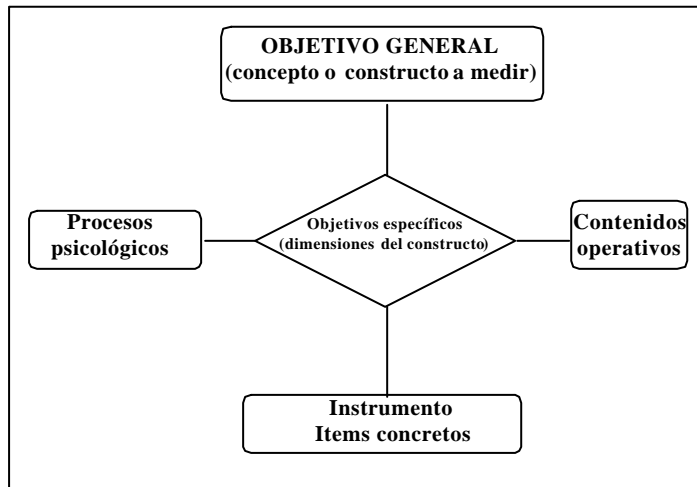 OBJETIVO GENERAL
(concepto o constructo a medir)
Procesos
psicológicos
Objetivos específicos
(dimensiones del constructo)
Contenidos
operativos
Instrumento
Items concretos